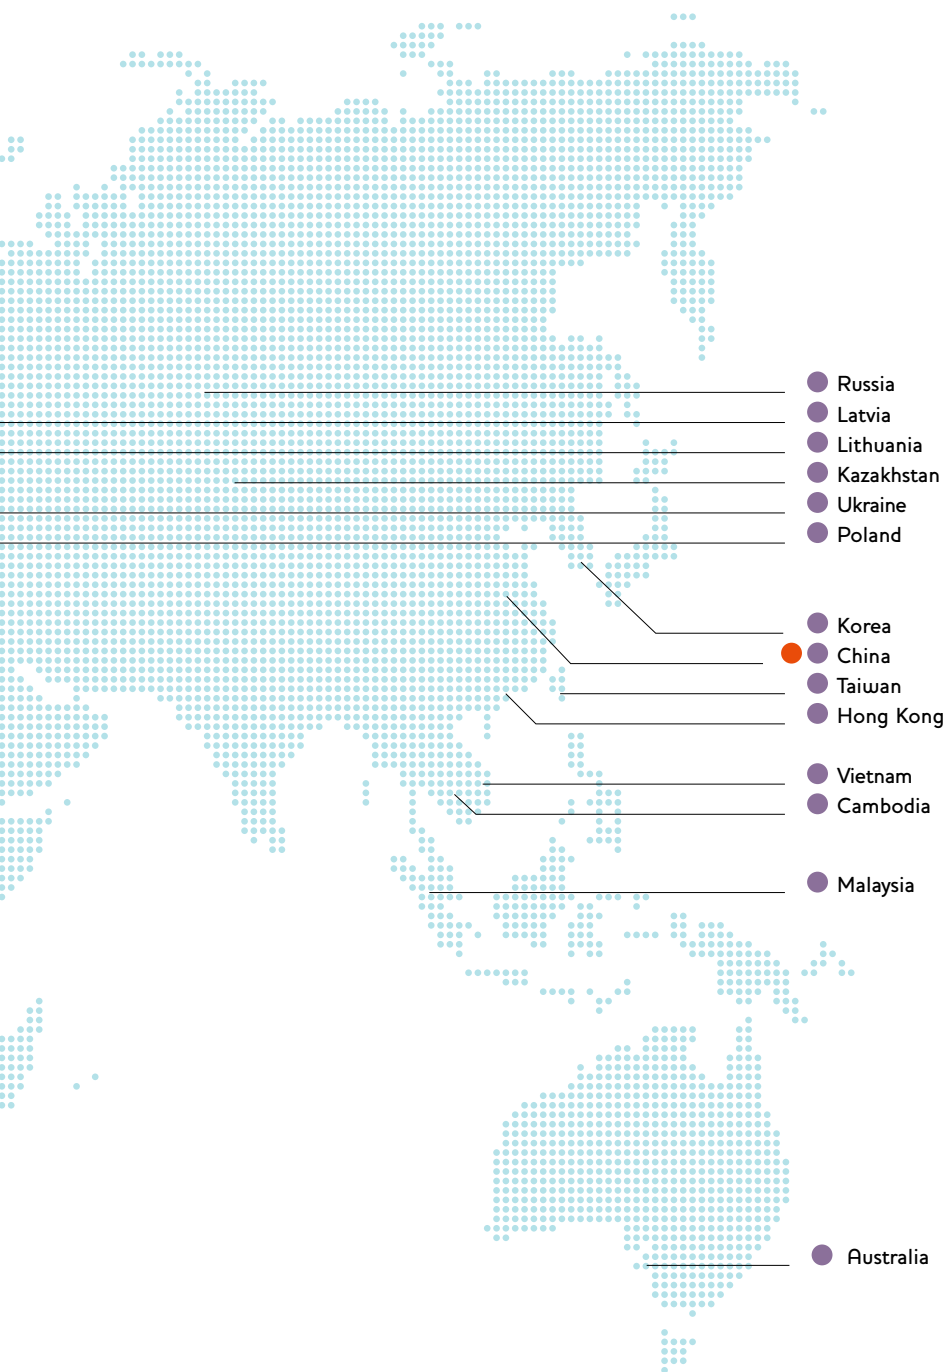 Russia
Latvia
Lithuania
Kazakhstan
Ukraine
Poland
Korea
China
Taiwan
Hong Kong
Vietnam
Cambodia
Malaysia
Australia